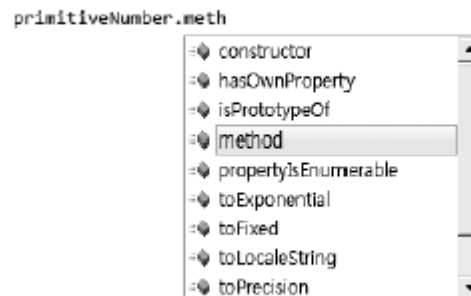 primitiveNumber.meth
constructor
hasOwnProperty
isPrototypeOf
method
propertyIsEnumerable
toExponential
toFixed
toLocaleString
toPrecision